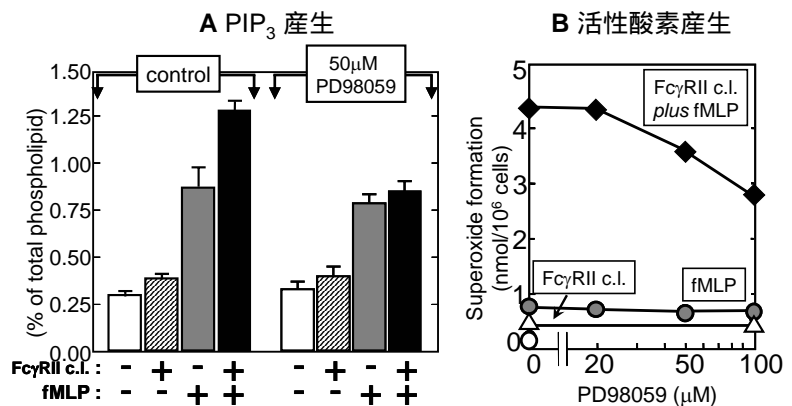 A PIP3 産生
B 活性酸素産生
(% of total phospholipid)
1.50
1.25
1.00
0.75
0.50
0.25
0.00
control
50μM
PD98059
FcγRII c.l. : - + - + - + - +
fMLP : - - + + - - + +
Superoxide formation
(nmol/10^6 cells)
5
4
3
2
1
0
FcγRII c.l.
plus fMLP
FcγRII c.l.
fMLP
0 20 50 100
PD98059 (μM)